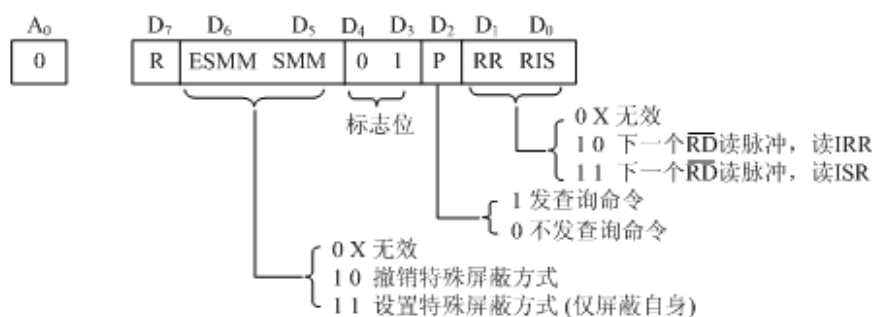 A₀ D₇ D₆ D₅ D₄ D₃ D₂ D₁ D₀
0 R ESMM SMM 0 1 P RR RIS
标志位
0 X 无效
1 0 下一个R̅D̅读脉冲，读IRR
1 1 下一个R̅D̅读脉冲，读ISR
1 发查询命令
0 不发查询命令
0 X 无效
1 0 撤销特殊屏蔽方式
1 1 设置特殊屏蔽方式 (仅屏蔽自身)